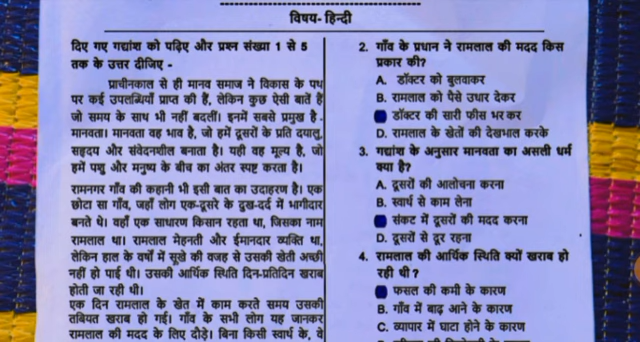 विषय- हिन्दी
दिए गए गद्यांश को पढ़िए और प्रश्न संख्या 1 से 5
तक के उत्तर दीजिए -
प्राचीनकाल से ही मानव समाज ने विकास के पथ
पर कई उपलब्धियाँ प्राप्त की हैं, लेकिन कुछ ऐसी बातें हैं
जो समय के साथ भी नहीं बदलीं। इनमें सबसे प्रमुख है -
मानवता। मानवता वह भाव है, जो हमें दूसरों के प्रति दयालु,
सहृदय और संवेदनशील बनाता है। यही वह मूल्य है, जो
हमें पशु और मनुष्य के बीच का अंतर स्पष्ट करता है।
रामनगर गाँव की कहानी भी इसी बात का उदाहरण है। एक
छोटा सा गाँव, जहाँ लोग एक-दूसरे के दुख-दर्द में भागीदार
बनते थे। वहाँ एक साधारण किसान रहता था, जिसका नाम
रामलाल था। रामलाल मेहनती और ईमानदार व्यक्ति था,
लेकिन हाल के वर्षों में सूखे की वजह से उसकी खेती अच्छी
नहीं हो पाई थी। उसकी आर्थिक स्थिति दिन-प्रतिदिन खराब
होती जा रही थी।
एक दिन रामलाल के खेत में काम करते समय उसकी
तबियत खराब हो गई। गाँव के सभी लोग यह जानकर
रामलाल की मदद के लिए दौड़े। बिना किसी स्वार्थ के, वे
2. गाँव के प्रधान ने रामलाल की मदद किस
प्रकार की?
A. डॉक्टर को बुलवाकर
B. रामलाल को पैसे उधार देकर
डॉक्टर की सारी फीस भर कर
D. रामलाल के खेतों की देखभाल करके
3. गद्यांश के अनुसार मानवता का असली धर्म
क्या है?
A. दूसरों की आलोचना करना
B. स्वार्थ से काम लेना
संकट में दूसरों की मदद करना
D. दूसरों से दूर रहना
4. रामलाल की आर्थिक स्थिति क्यों खराब हो
रही थी?
फसल की कमी के कारण
B. गाँव में बाढ़ आने के कारण
C. व्यापार में घाटा होने के कारण